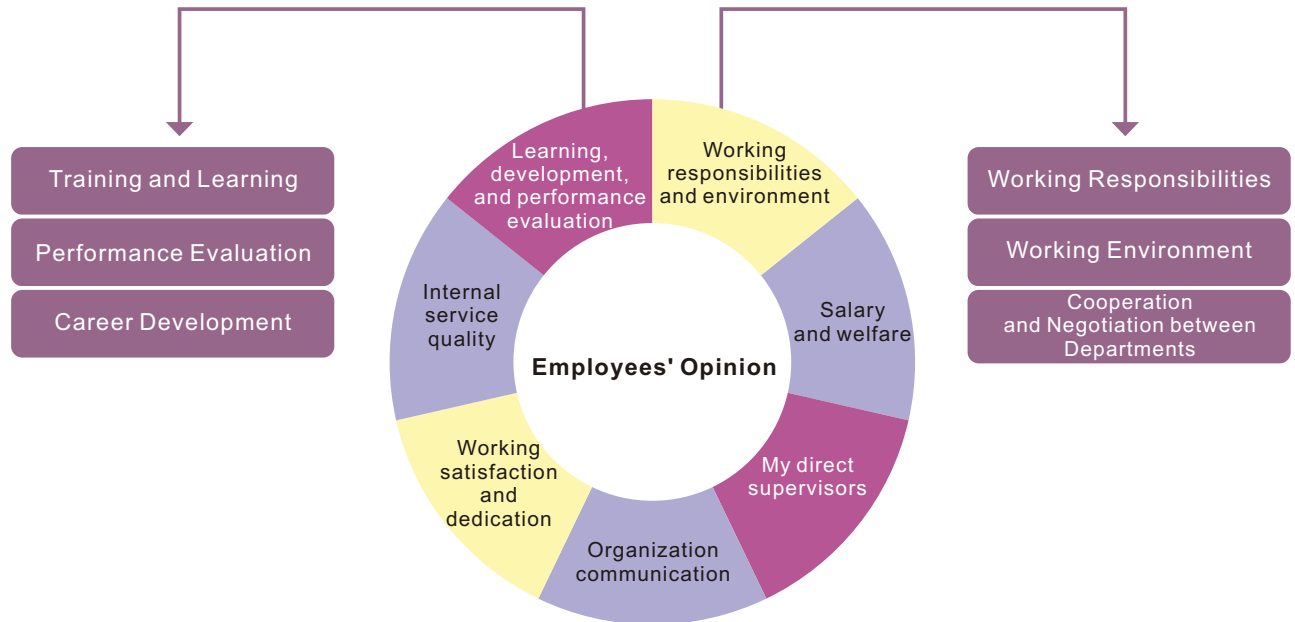 Training and Learning
Performance Evaluation
Career Development
Learning,
development,
and performance
evaluation
Working
responsibilities
and environment
Internal
service
quality
Salary
and welfare
Employees' Opinion
Working
satisfaction
and
dedication
My direct
supervisors
Organization
communication
Working Responsibilities
Working Environment
Cooperation
and Negotiation between
Departments